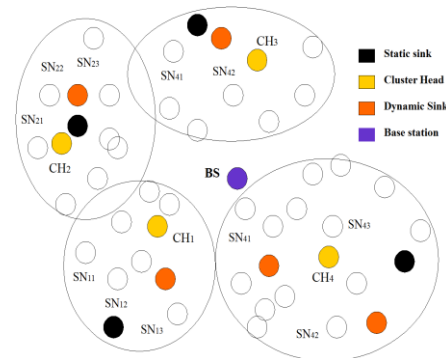 SN22
SN23
SN21
CH2
SN41
SN42
CH3
Static sink
Cluster Head
Dynamic Sink
Base station
BS
CH1
SN11
SN12
SN13
SN41
SN43
CH4
SN42